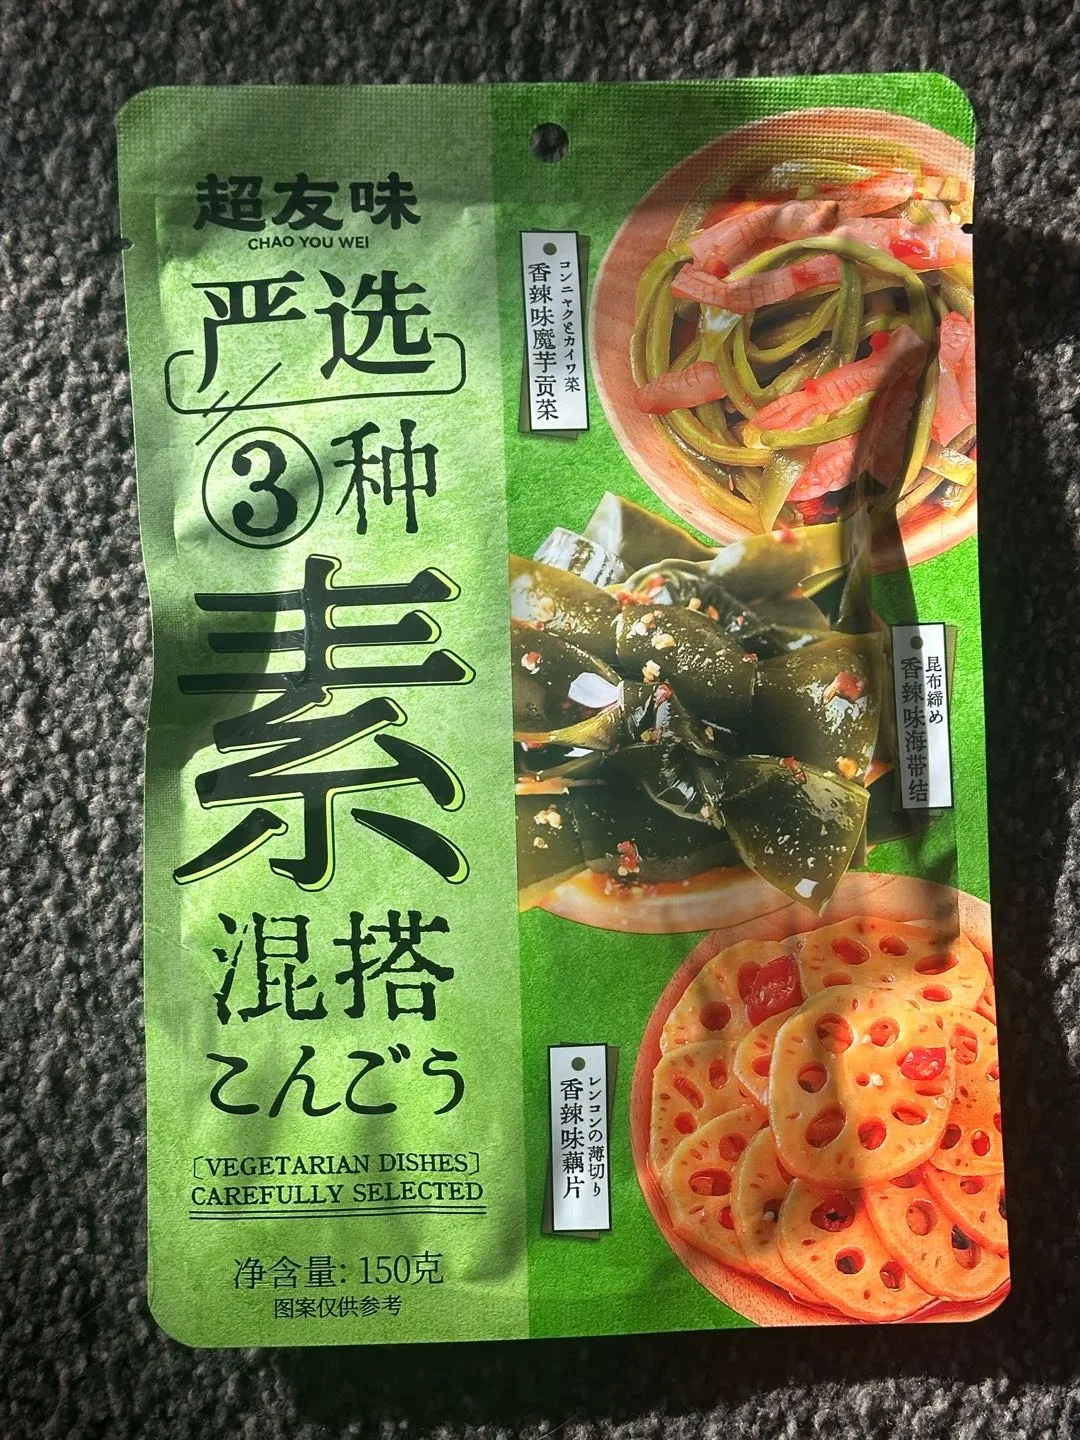 超友味
CHAO YOU WEI
严选
3种
素
混搭
こんごう
[VEGETARIAN DISHES]
CAREFULLY SELECTED
净含量: 150克
图案仅供参考
コンニャクとカイワ菜
香辣味魔芋贡菜
昆布締め
香辣味海带结
レンコンの薄切り
香辣味藕片